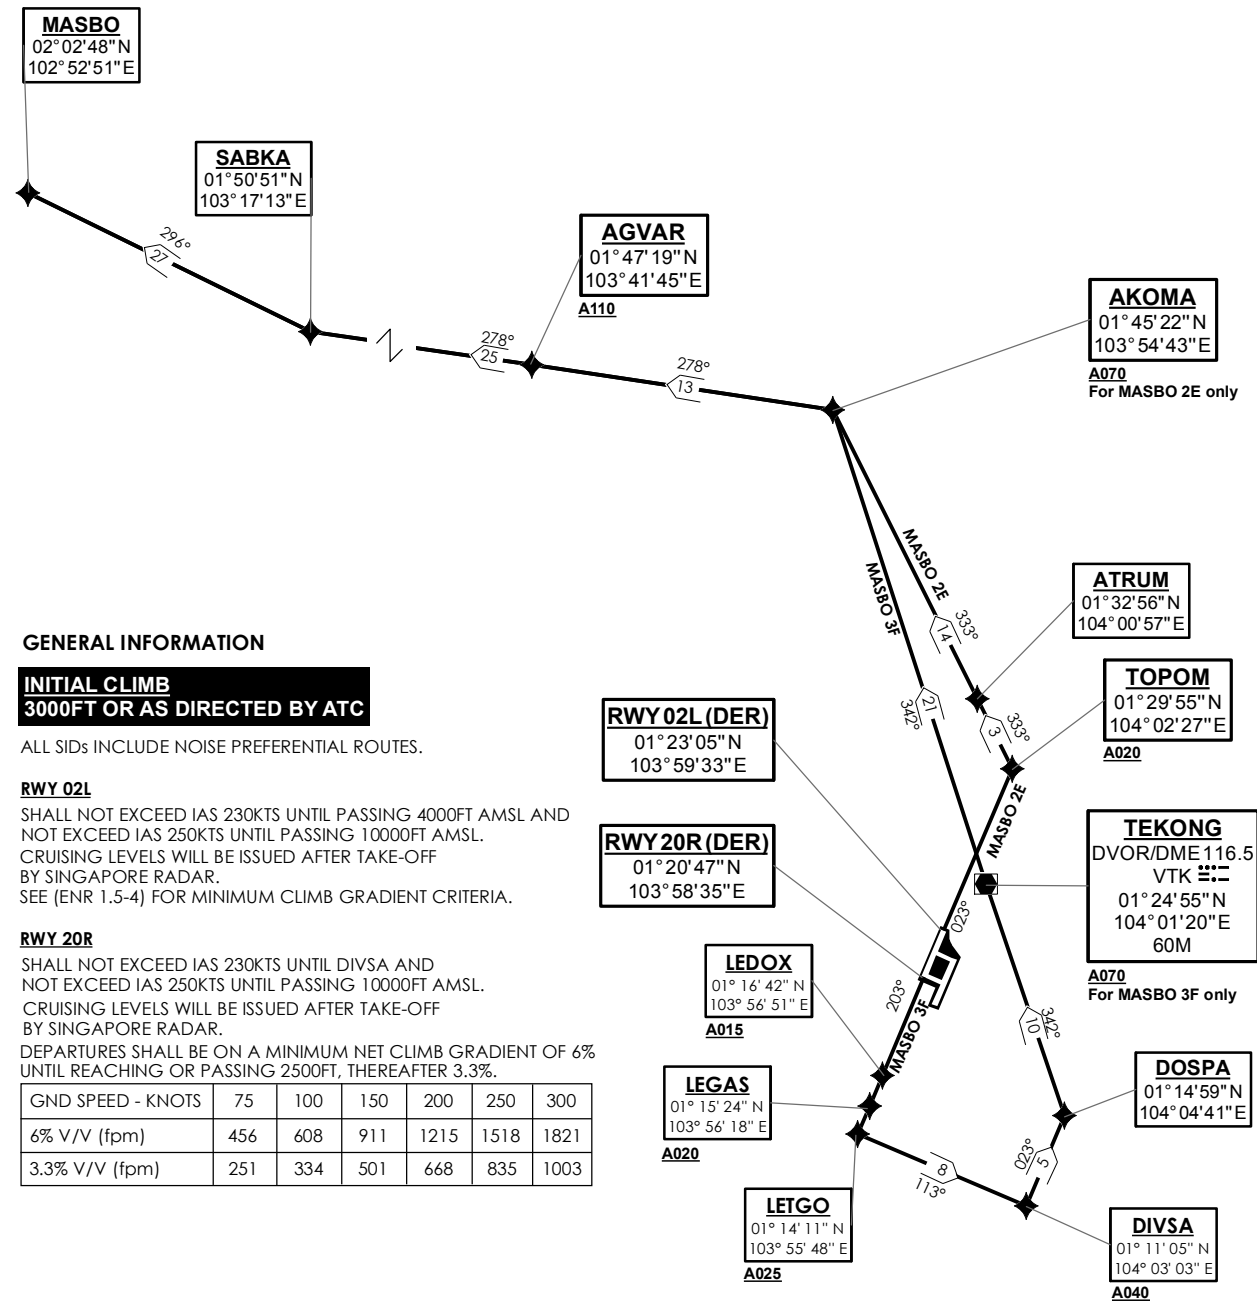 MASBO
02°02'48"N
102°52'51"E
SABKA
01°50'51"N
103°17'13"E
AGVAR
01°47'19"N
103°41'45"E
A110
AKOMA
01°45'22"N
103°54'43"E
A070
For MASBO 2E only
296°
27
278°
25
278°
13
MASBO 2E
MASBO 3F
333°
14
ATRUM
01°32'56"N
104°00'57"E
TOPOM
01°29'55"N
104°02'27"E
A020
333°
3
342°
21
MASBO 2E
023°
RWY 02L (DER)
01°23'05"N
103°59'33"E
RWY 20R (DER)
01°20'47"N
103°58'35"E
TEKONG
DVOR/DME 116.5
VTK
01°24'55"N
104°01'20"E
60M
A070
For MASBO 3F only
203°
MASBO 3F
LEDOX
01° 16' 42" N
103° 56' 51" E
A015
LEGAS
01° 15' 24" N
103° 56' 18" E
A020
LETGO
01° 14' 11" N
103° 55' 48" E
A025
342°
10
DOSPA
01°14'59"N
104°04'41"E
023°
5
8
113°
DIVSA
01° 11' 05" N
104° 03' 03" E
A040
GENERAL INFORMATION
INITIAL CLIMB
3000FT OR AS DIRECTED BY ATC
ALL SIDs INCLUDE NOISE PREFERENTIAL ROUTES.
RWY 02L
SHALL NOT EXCEED IAS 230KTS UNTIL PASSING 4000FT AMSL AND
NOT EXCEED IAS 250KTS UNTIL PASSING 10000FT AMSL.
CRUISING LEVELS WILL BE ISSUED AFTER TAKE-OFF
BY SINGAPORE RADAR.
SEE (ENR 1.5-4) FOR MINIMUM CLIMB GRADIENT CRITERIA.
RWY 20R
SHALL NOT EXCEED IAS 230KTS UNTIL DIVSA AND
NOT EXCEED IAS 250KTS UNTIL PASSING 10000FT AMSL.
CRUISING LEVELS WILL BE ISSUED AFTER TAKE-OFF
BY SINGAPORE RADAR.
DEPARTURES SHALL BE ON A MINIMUM NET CLIMB GRADIENT OF 6%
UNTIL REACHING OR PASSING 2500FT, THEREAFTER 3.3%.
GND SPEED - KNOTS 75 100 150 200 250 300
6% V/V (fpm) 456 608 911 1215 1518 1821
3.3% V/V (fpm) 251 334 501 668 835 1003